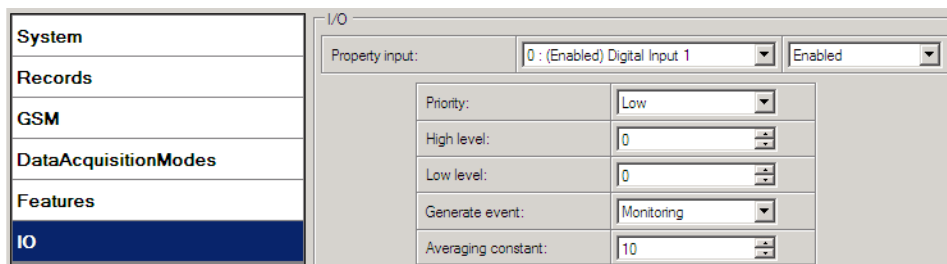 System
Records
GSM
DataAcquisitionModes
Features
IO
I/O
Property input: 0 : (Enabled) Digital Input 1 Enabled
Priority: Low
High level: 0
Low level: 0
Generate event: Monitoring
Averaging constant: 10